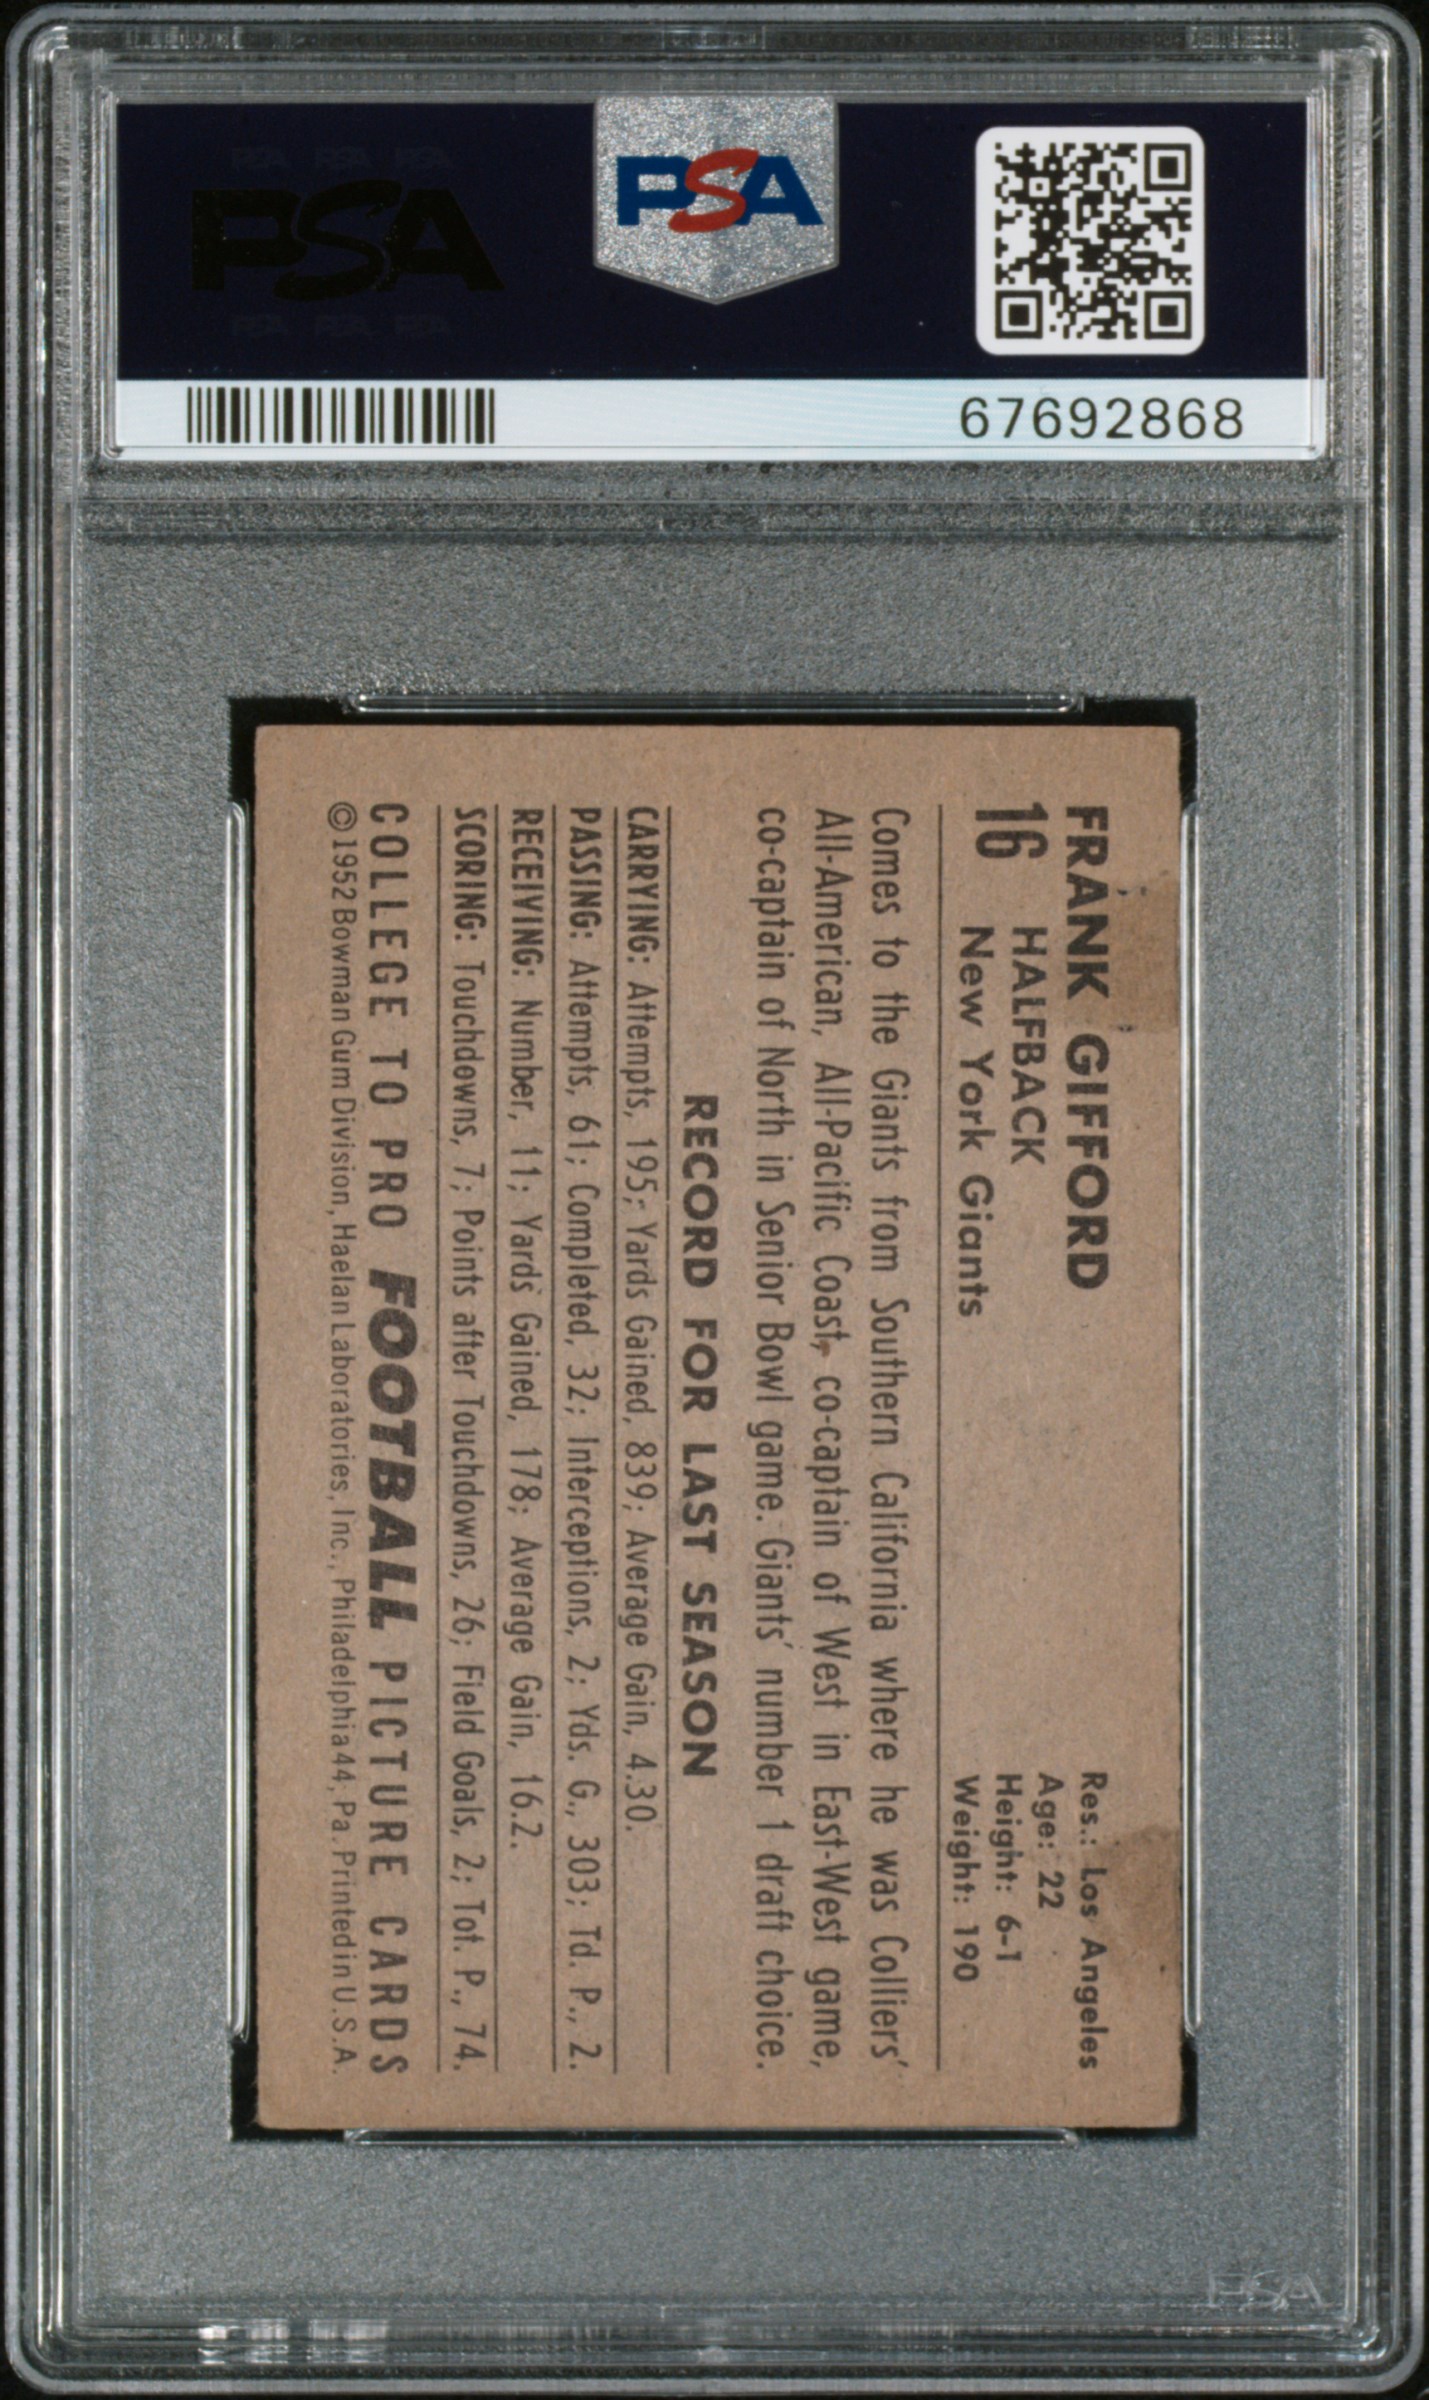 PSA
PSA
67692868
FRANK GIFFORD
16 HALFBACK
New York Giants
Res.: Los Angeles
Age: 22
Height: 6-1
Weight: 190
Comes to the Giants from Southern California where he was Colliers'
All-American, All-Pacific Coast, co-captain of West in East-West game,
co-captain of North in Senior Bowl game. Giants' number 1 draft choice.
RECORD FOR LAST SEASON
CARRYING: Attempts, 195; Yards Gained, 839; Average Gain, 4.30.
PASSING: Attempts, 61; Completed, 32; Interceptions, 2; Yds. G., 303; Td. P., 2.
RECEIVING: Number, 11; Yards Gained, 178; Average Gain, 16.2.
SCORING: Touchdowns, 7; Points after Touchdowns, 26; Field Goals, 2; Tot. P., 74.
COLLEGE TO PRO FOOTBALL PICTURE CARDS
©1952 Bowman Gum Division, Haelan Laboratories, Inc., Philadelphia 44, Pa. Printed in U.S.A.
PSA